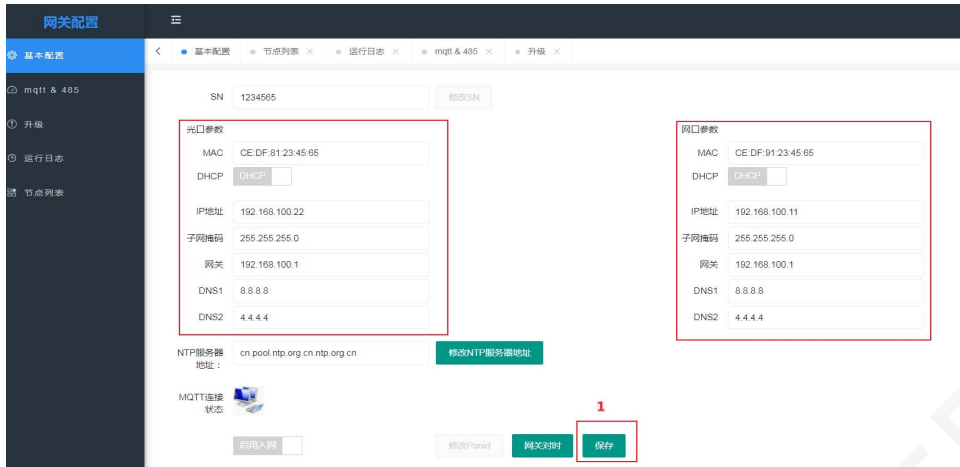 网关配置
基本配置
节点列表
运行日志
mqtt & 485
升级
基本配置
mqtt & 485
升级
运行日志
节点列表
SN 1234565 修改SN
光口参数
MAC CE:DF:81:23:45:65
DHCP DHCP
IP地址 192.168.100.22
子网掩码 255.255.255.0
网关 192.168.100.1
DNS1 8.8.8.8
DNS2 4.4.4.4
网口参数
MAC CE:DF:91:23:45:65
DHCP DHCP
IP地址 192.168.100.11
子网掩码 255.255.255.0
网关 192.168.100.1
DNS1 8.8.8.8
DNS2 4.4.4.4
NTP服务器 cn.pool.ntp.org cn.ntp.org.cn 修改NTP服务器地址
地址：
MQTT连接
状态
1
启用入网 修改Panid 网关对时 保存